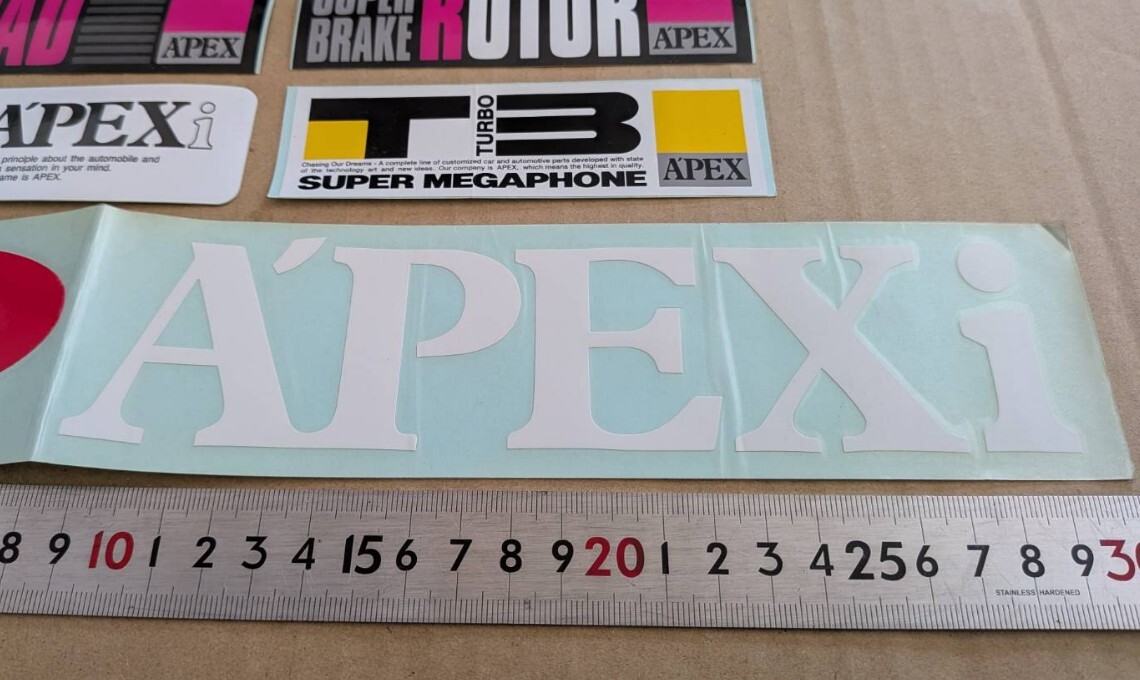 AD
A'PEX
SUPER
BRAKE ROTOR
A'PEX
A'PEXi
principle about the automobile and
sensation in your mind.
ame is APEX.
T TURBO 3
Chasing Our Dreams - A complete line of customized car and automotive parts developed with state
of the technology art and new ideas. Our company is APEX, which means the highest in quality.
SUPER MEGAPHONE
A'PEX
A'PEXi
8 9 10 1 2 3 4 15 6 7 8 9 20 1 2 3 4 25 6 7 8 9 30
STAINLESS HARDENED